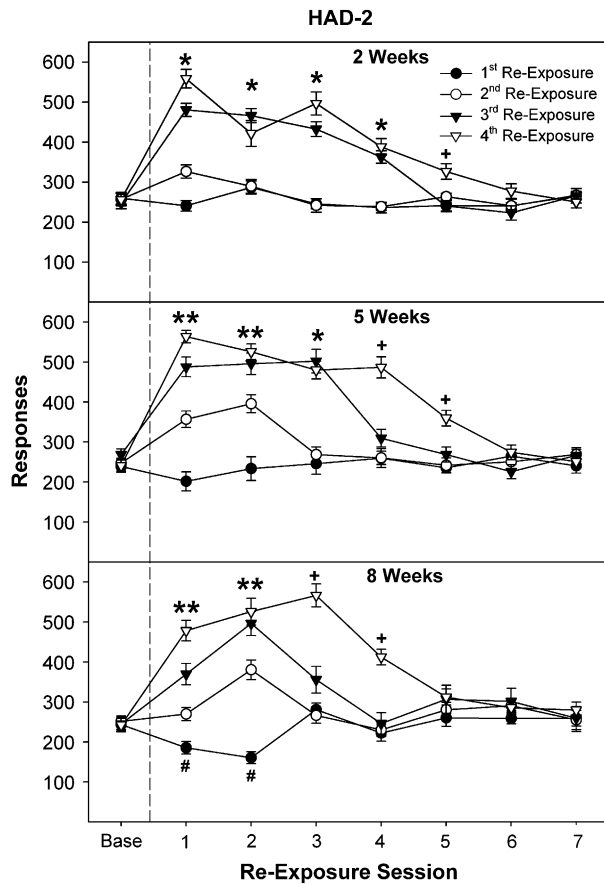 HAD-2
2 Weeks
1st Re-Exposure
2nd Re-Exposure
3rd Re-Exposure
4th Re-Exposure
600
500
400
300
200
100
* * * * +
5 Weeks
600
500
400
300
200
100
** ** * + +
Responses
8 Weeks
600
500
400
300
200
100
** ** + +
# #
Base 1 2 3 4 5 6 7
Re-Exposure Session